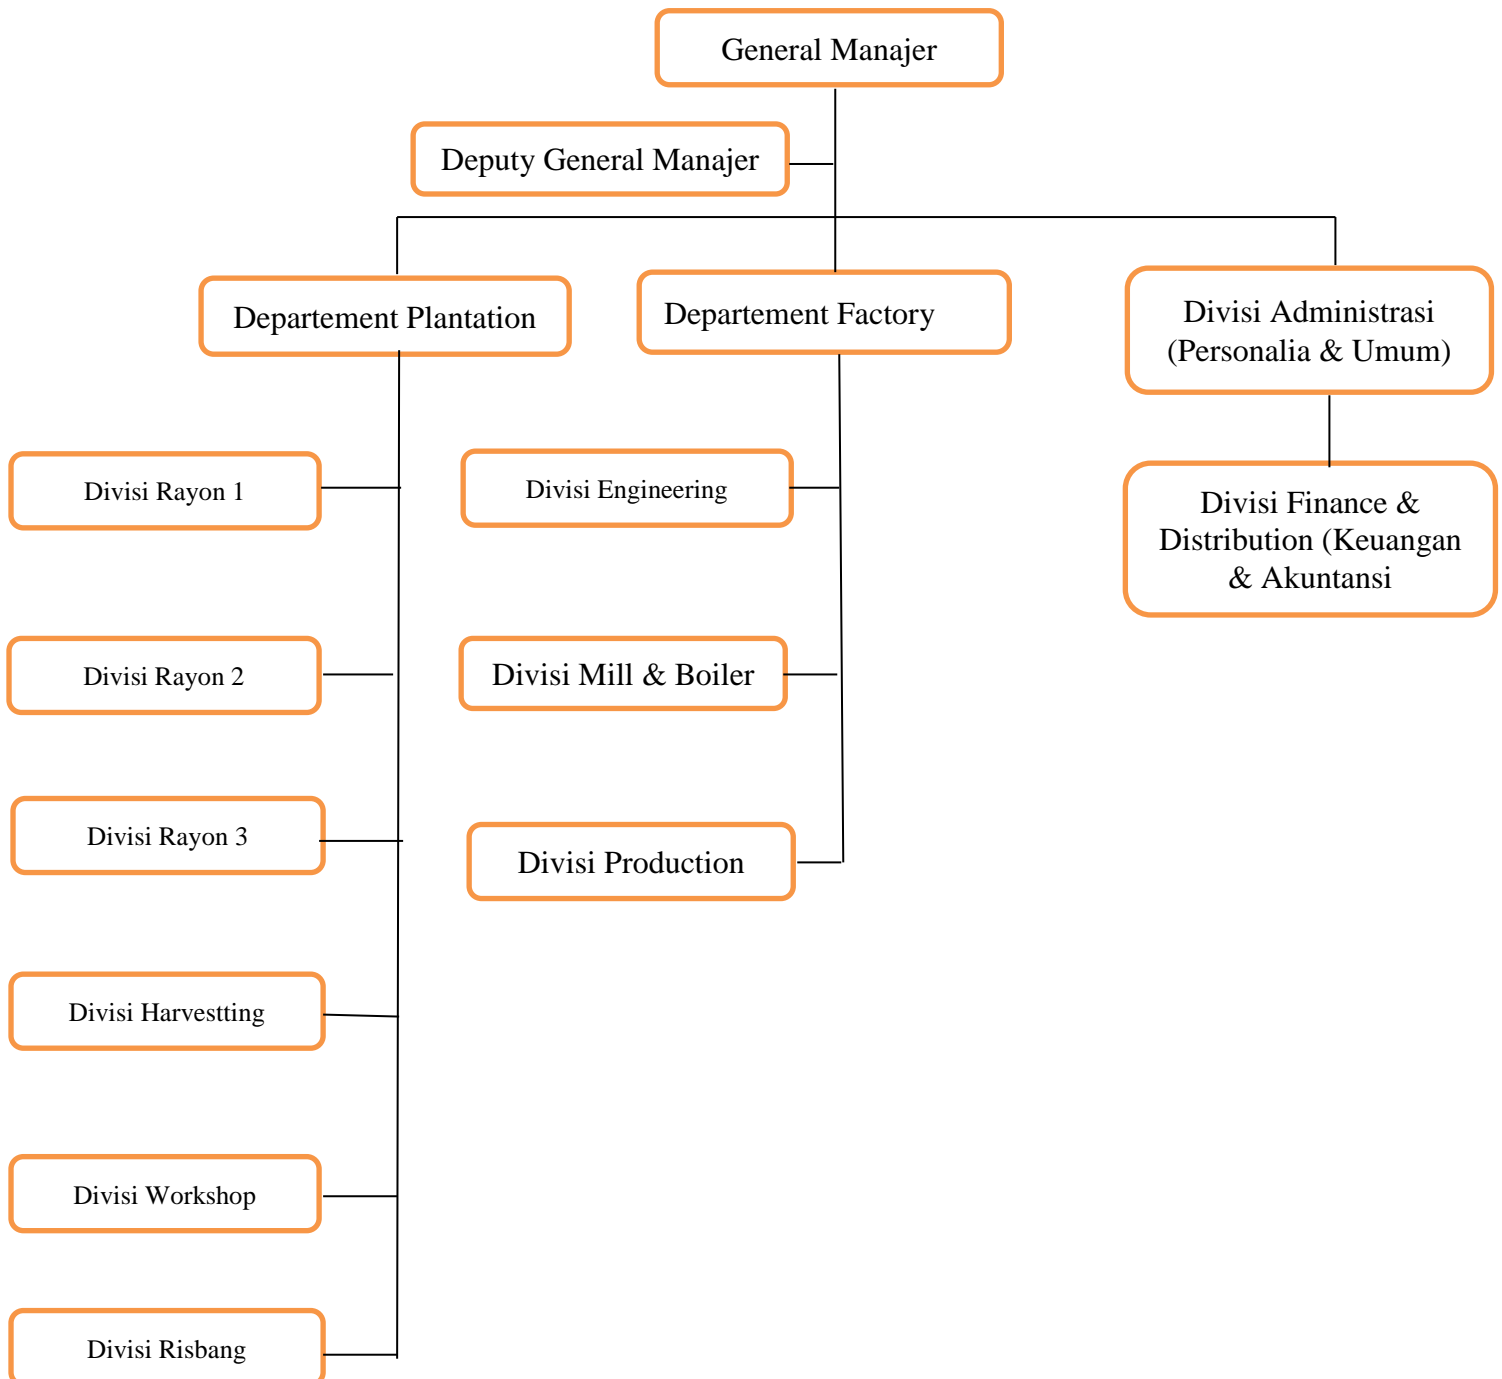 General Manajer
Deputy General Manajer
Departement Plantation
Departement Factory
Divisi Administrasi
(Personalia & Umum)
Divisi Rayon 1
Divisi Engineering
Divisi Finance &
Distribution (Keuangan
& Akuntansi
Divisi Rayon 2
Divisi Mill & Boiler
Divisi Rayon 3
Divisi Production
Divisi Harvestting
Divisi Workshop
Divisi Risbang